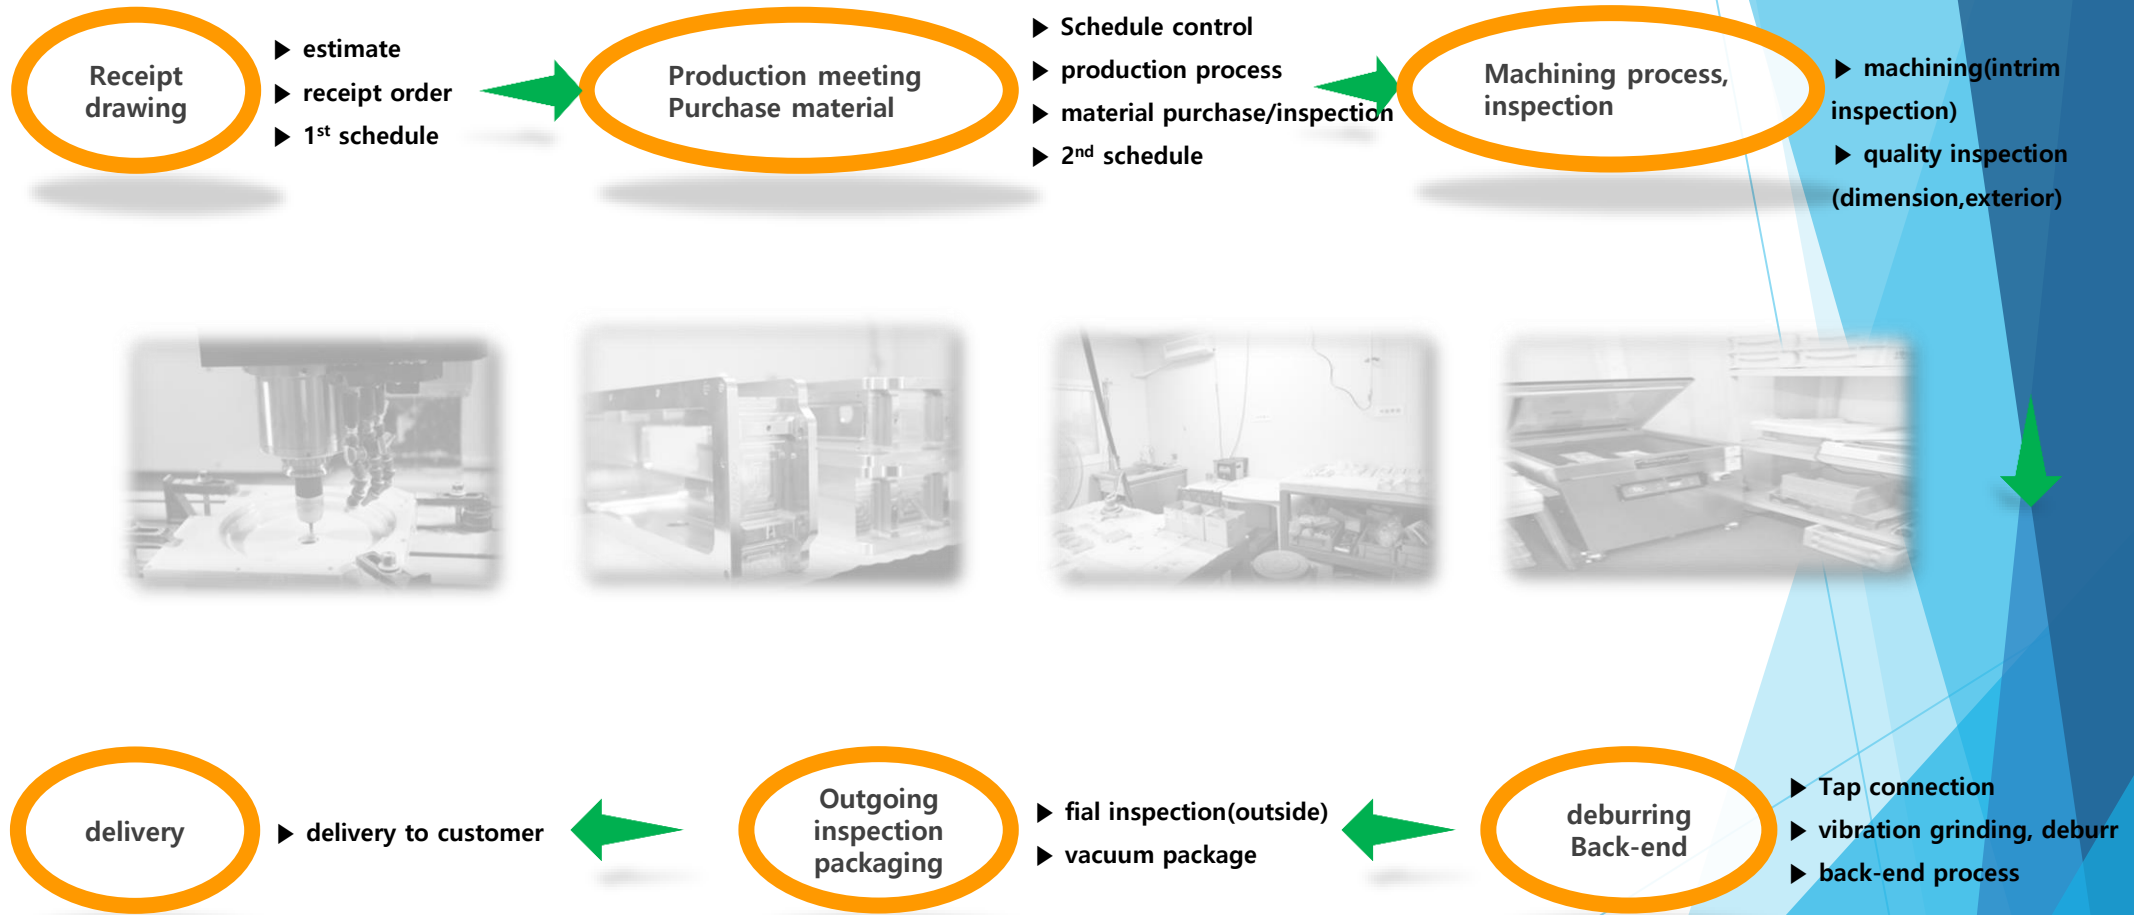 Receipt
drawing
▶ estimate
▶ receipt order
▶ 1st schedule
Production meeting
Purchase material
▶ Schedule control
▶ production process
▶ material purchase/inspection
▶ 2nd schedule
Machining process,
inspection
▶ machining(intrim
inspection)
▶ quality inspection
(dimension,exterior)
deburring
Back-end
▶ Tap connection
▶ vibration grinding, deburr
▶ back-end process
Outgoing
inspection
packaging
▶ fial inspection(outside)
▶ vacuum package
delivery
▶ delivery to customer